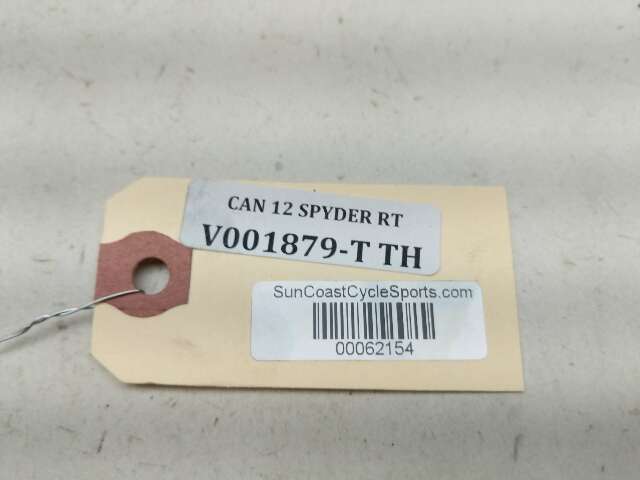 CAN 12 SPYDER RT
V001879-T TH
SunCoastCycleSports.com
00062154